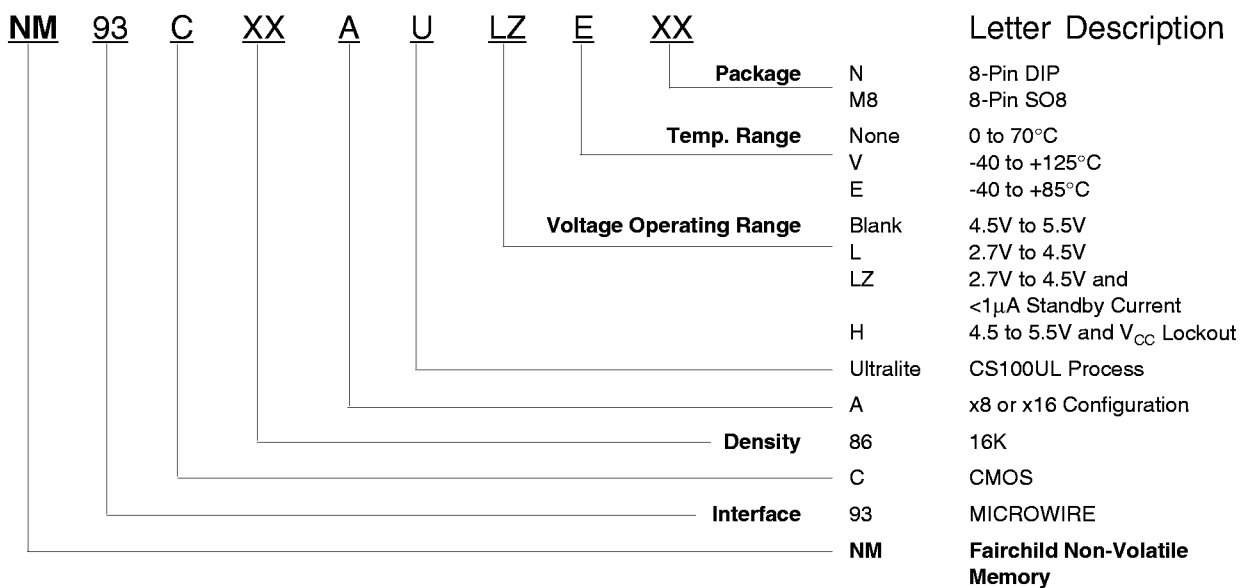 NM 93 C XX A U LZ E XX Letter Description
Package N 8-Pin DIP
M8 8-Pin SO8
Temp. Range None 0 to 70°C
V -40 to +125°C
E -40 to +85°C
Voltage Operating Range Blank 4.5V to 5.5V
L 2.7V to 4.5V
LZ 2.7V to 4.5V and
<1µA Standby Current
H 4.5 to 5.5V and VCC Lockout
Ultralite CS100UL Process
A x8 or x16 Configuration
Density 86 16K
C CMOS
Interface 93 MICROWIRE
NM Fairchild Non-Volatile
Memory